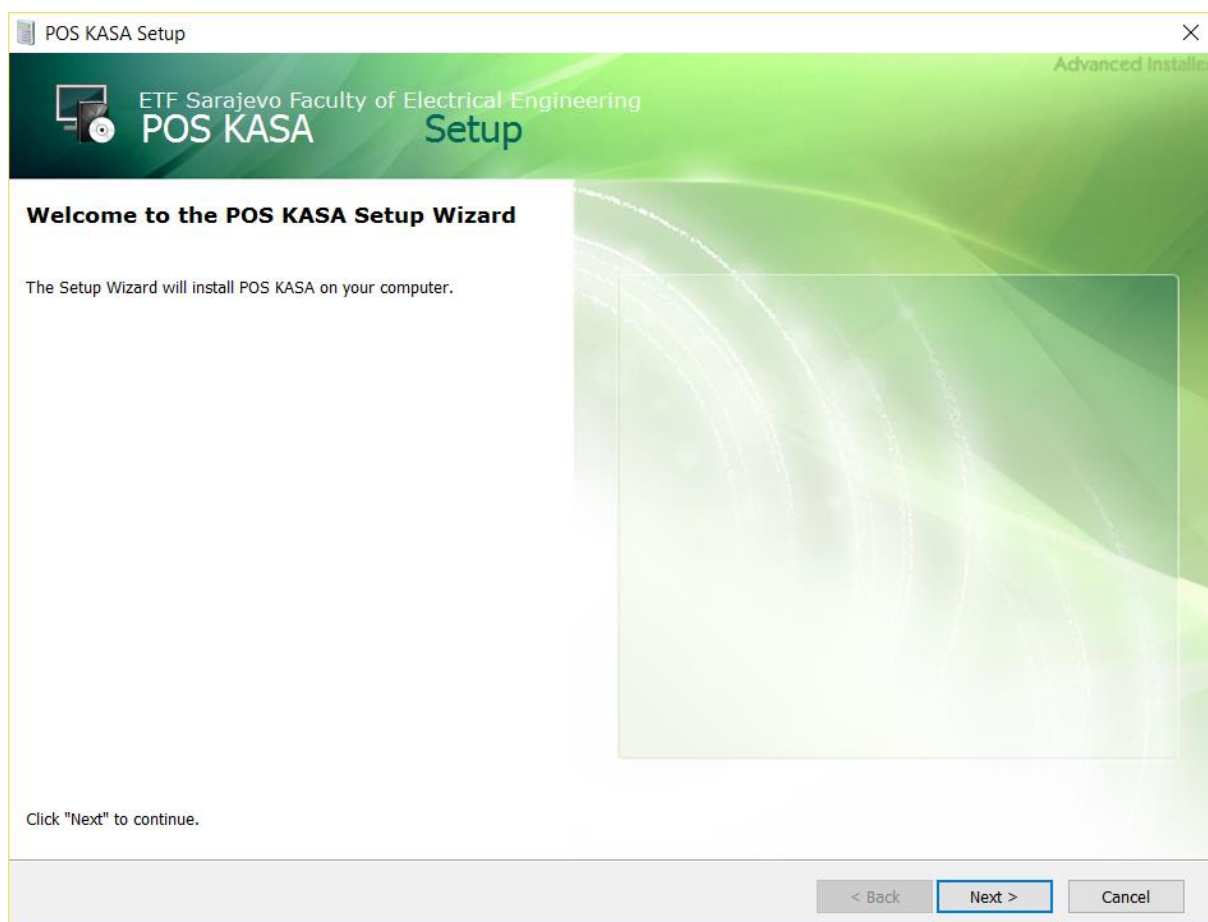 POS KASA Setup
Advanced Installer
ETF Sarajevo Faculty of Electrical Engineering
POS KASA Setup
Welcome to the POS KASA Setup Wizard
The Setup Wizard will install POS KASA on your computer.
Click "Next" to continue.
< Back Next > Cancel